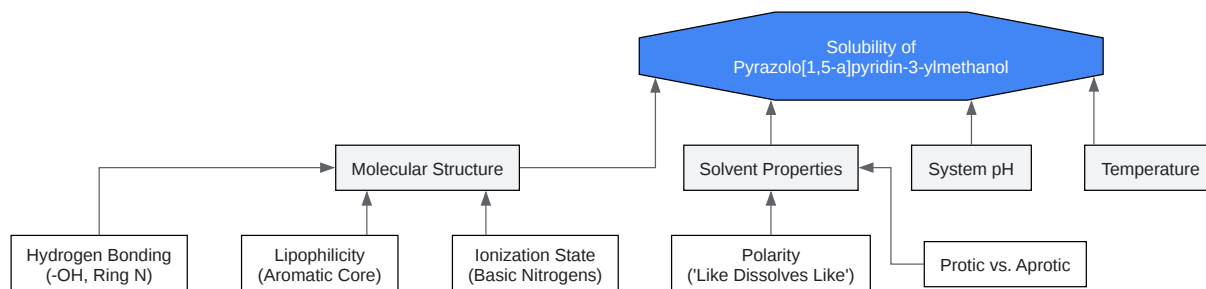 Solubility of
Pyrazolo[1,5-a]pyridin-3-ylmethanol
Molecular Structure
Solvent Properties
System pH
Temperature
Hydrogen Bonding
(-OH, Ring N)
Lipophilicity
(Aromatic Core)
Ionization State
(Basic Nitrogens)
Polarity
('Like Dissolves Like')
Protic vs. Aprotic